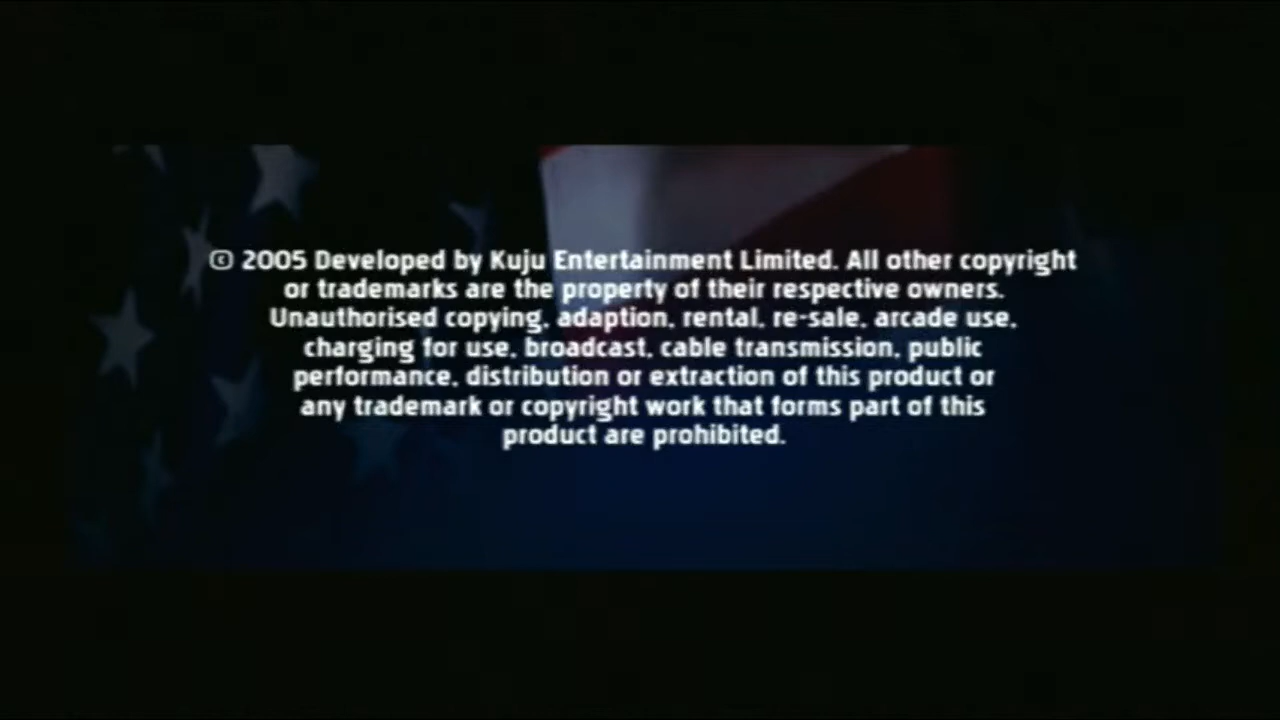 © 2005 Developed by Kuju Entertainment Limited. All other copyright
or trademarks are the property of their respective owners.
Unauthorised copying, adaption, rental, re-sale, arcade use,
charging for use, broadcast, cable transmission, public
performance, distribution or extraction of this product or
any trademark or copyright work that forms part of this
product are prohibited.